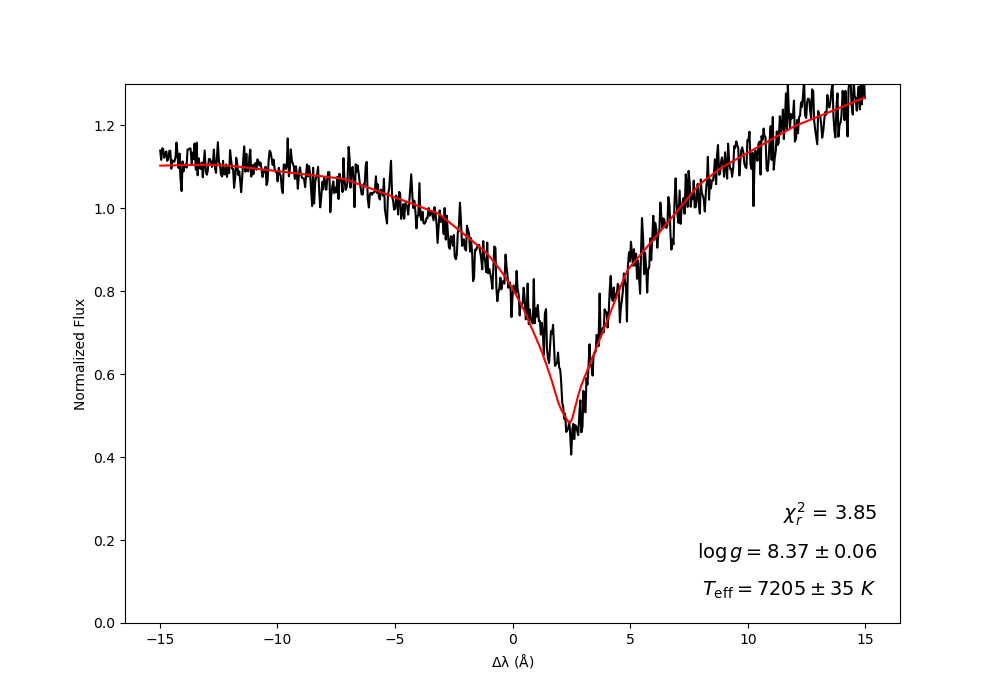 Normalized Flux
1.2
1.0
0.8
0.6
0.4
0.2
0.0
χ²ᵣ = 3.85
log g = 8.37 ± 0.06
T_eff = 7205 ± 35 K
−15 −10 −5 0 5 10 15
Δλ (Å)